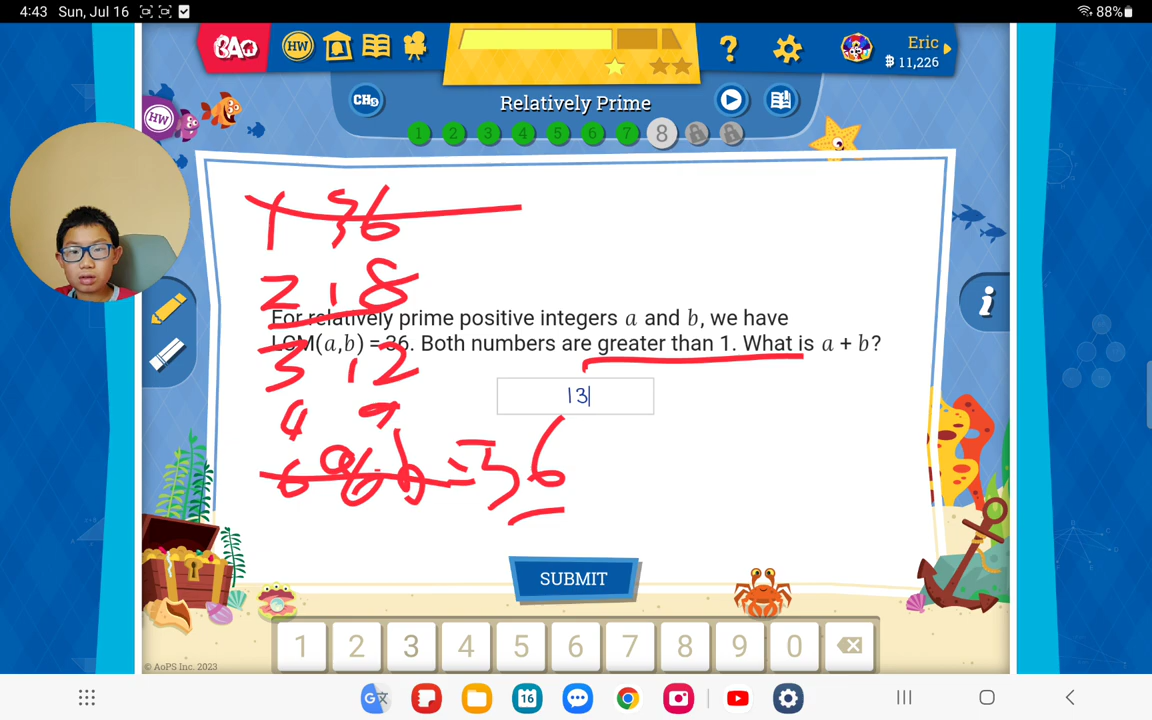 4:43 Sun, Jul 16 88%
BAO HW ? Eric
11,226
CH5 Relatively Prime
1 2 3 4 5 6 7 8
HW
1 36
2 18
For relatively prime positive integers a and b, we have
LCM(a,b) = 36. Both numbers are greater than 1. What is a + b?
3 12
13
4 9
6 6
a · b = 36
SUBMIT
1 2 3 4 5 6 7 8 9 0
© AoPS Inc. 2023
G 16